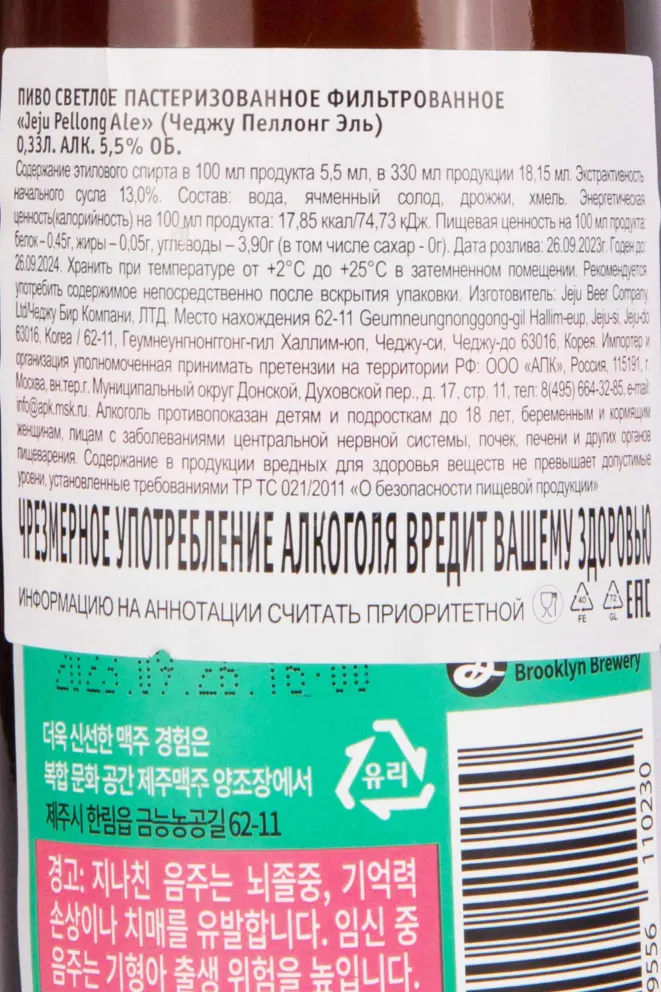 ПИВО СВЕТЛОЕ ПАСТЕРИЗОВАННОЕ ФИЛЬТРОВАННОЕ
«Jeju Pellong Ale» (Чеджу Пеллонг Эль)
0,33Л. АЛК. 5,5% ОБ.
Содержание этилового спирта в 100 мл продукта 5,5 мл, в 330 мл продукции 18,15 мл. Экстрактивность
начального сусла 13,0%. Состав: вода, ячменный солод, дрожжи, хмель. Энергетическая
ценность(калорийность) на 100 мл продукта: 17,85 ккал/74,73 кДж. Пищевая ценность на 100 мл продукта:
белок – 0,45г, жиры – 0,05г, углеводы – 3,90г (в том числе сахар - 0г). Дата розлива: 26.09.2023г. Годен до:
26.09.2024. Хранить при температуре от +2°C до +25°C в затемненном помещении. Рекомендуется
употребить содержимое непосредственно после вскрытия упаковки. Изготовитель: Jeju Beer Company,
Ltd/Чеджу Бир Компани, ЛТД. Место нахождения 62-11 Geumneungnonggong-gil Hallim-eup, Jeju-si, Jeju-do
63016, Korea / 62-11, Геумнеунгнонггонг-гил Халлим-юп, Чеджу-си, Чеджу-до 63016, Корея. Импортер и
организация уполномоченная принимать претензии на территории РФ: ООО «АПК», Россия, 115191, г.
Москва, вн.тер.г. Муниципальный округ Донской, Духовской пер., д. 17, стр. 11, тел: 8(495) 664-32-85, e-mail:
info@apk.msk.ru. Алкоголь противопоказан детям и подросткам до 18 лет, беременным и кормящим
женщинам, лицам с заболеваниями центральной нервной системы, почек, печени и других органов
пищеварения. Содержание в продукции вредных для здоровья веществ не превышает допустимые
уровни, установленные требованиями ТР ТС 021/2011 «О безопасности пищевой продукции»
ЧРЕЗМЕРНОЕ УПОТРЕБЛЕНИЕ АЛКОГОЛЯ ВРЕДИТ ВАШЕМУ ЗДОРОВЬЮ
ИНФОРМАЦИЮ НА АННОТАЦИИ СЧИТАТЬ ПРИОРИТЕТНОЙ 40 FE 72 GL EAC
2023.09.26.16:00
Brooklyn Brewery
더욱 신선한 맥주 경험은
복합 문화 공간 제주맥주 양조장에서
제주시 한림읍 금능농공길 62-11
유리
경고: 지나친 음주는 뇌졸중, 기억력
손상이나 치매를 유발합니다. 임신 중
음주는 기형아 출생 위험을 높입니다.
9556 110230